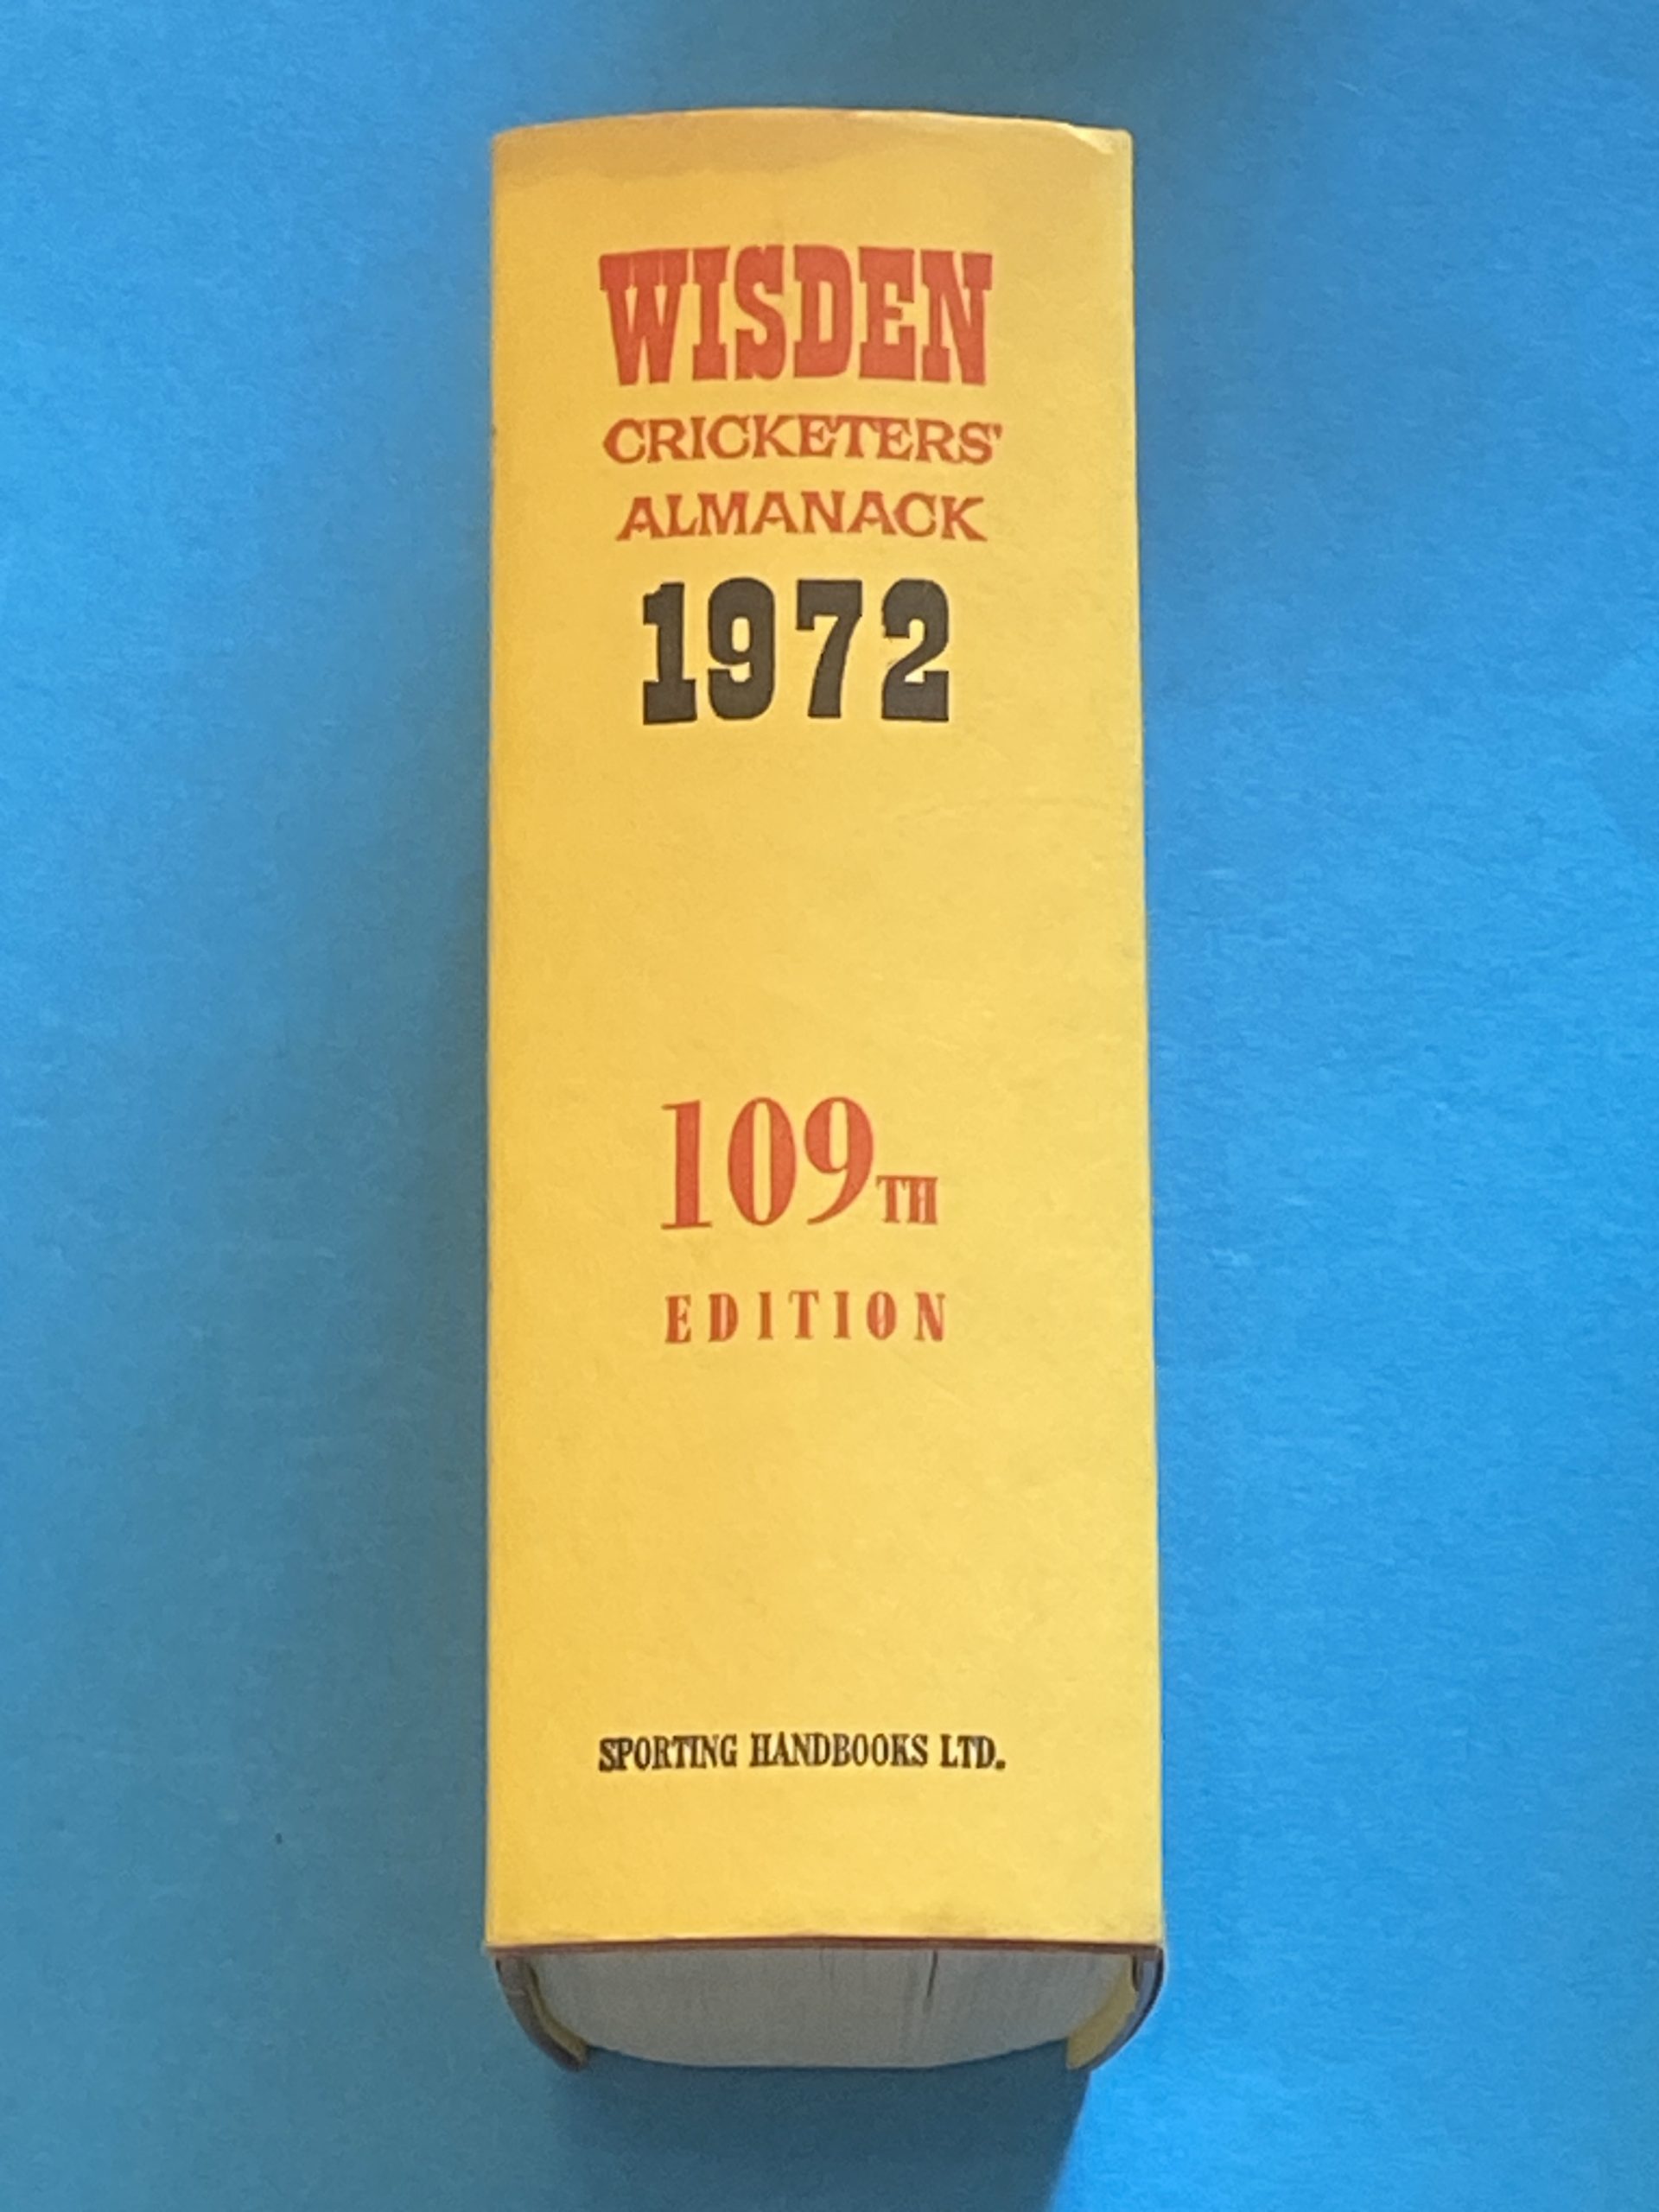 WISDEN
CRICKETERS'
ALMANACK
1972
109TH
EDITION
SPORTING HANDBOOKS LTD.